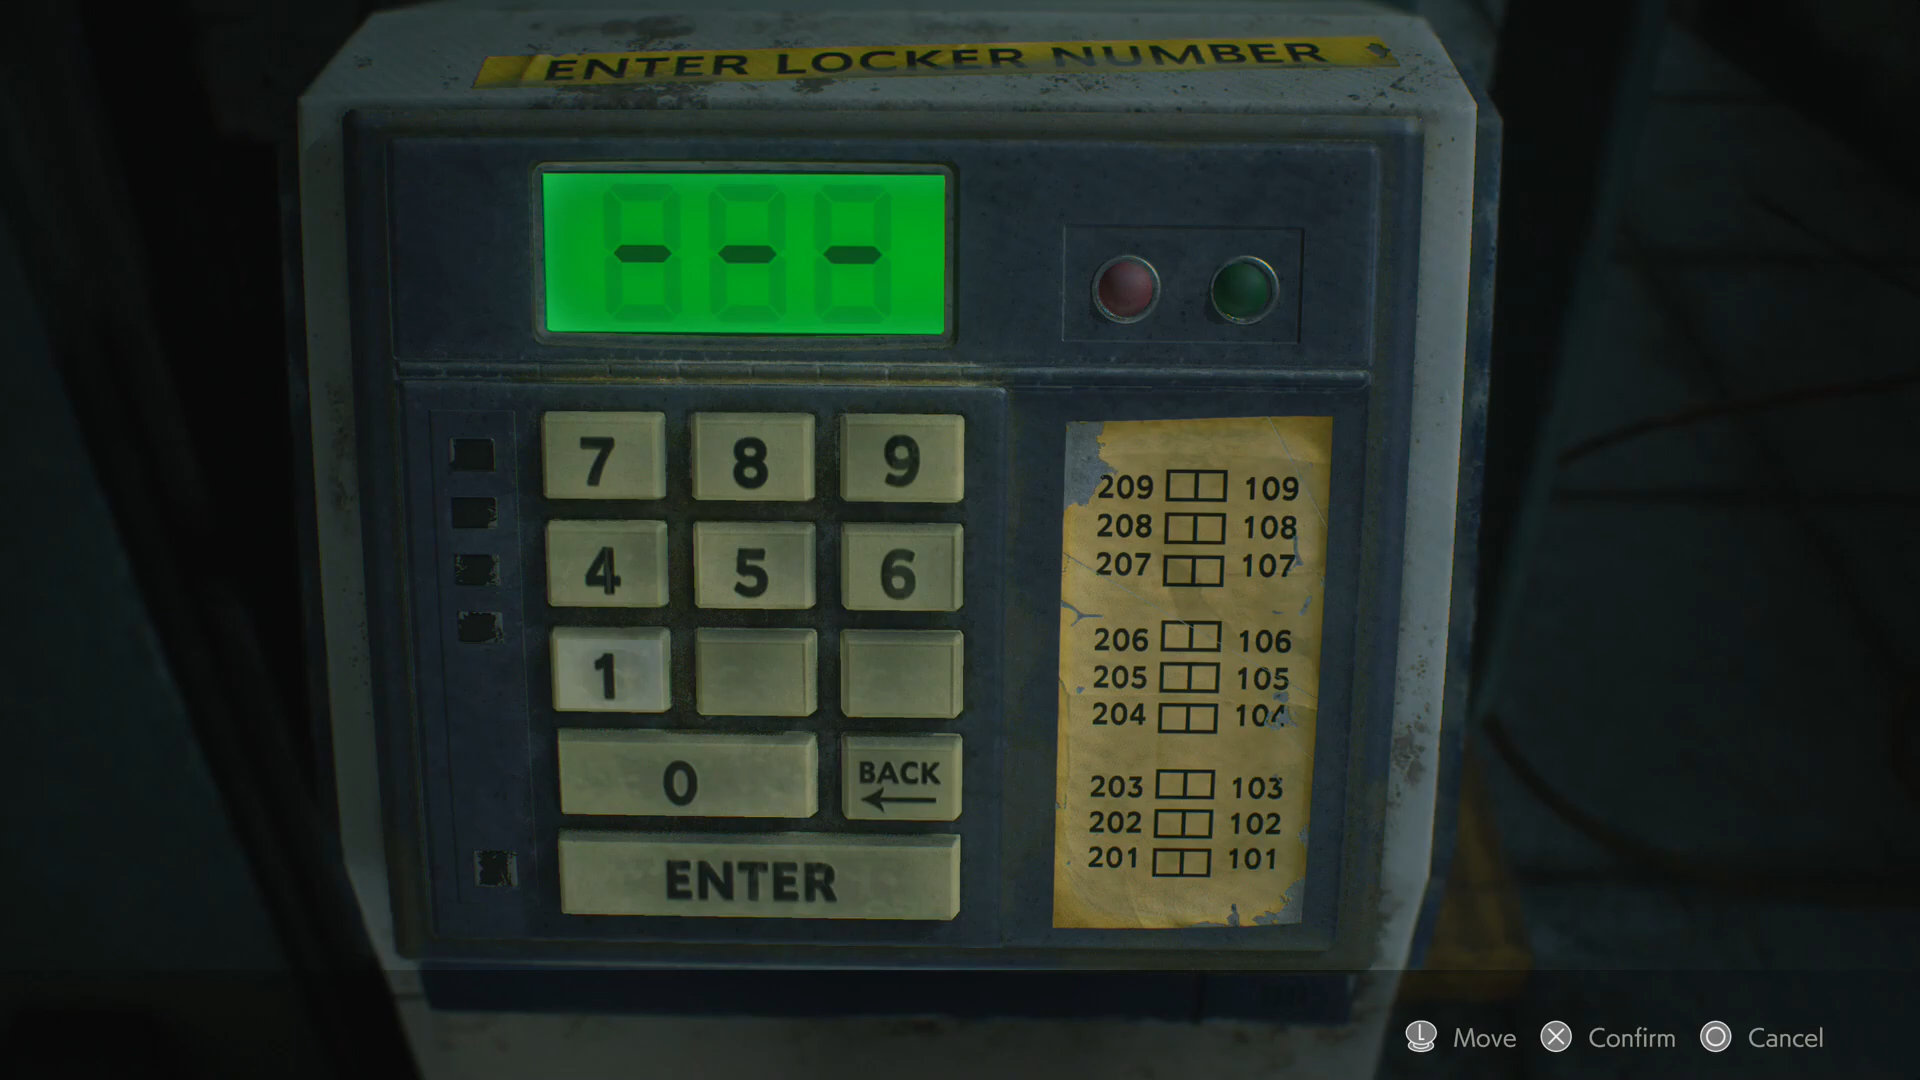 ENTER LOCKER NUMBER
- - -
7 8 9
4 5 6
1
0 BACK
ENTER
209 109
208 108
207 107
206 106
205 105
204 104
203 103
202 102
201 101
L Move Confirm Cancel